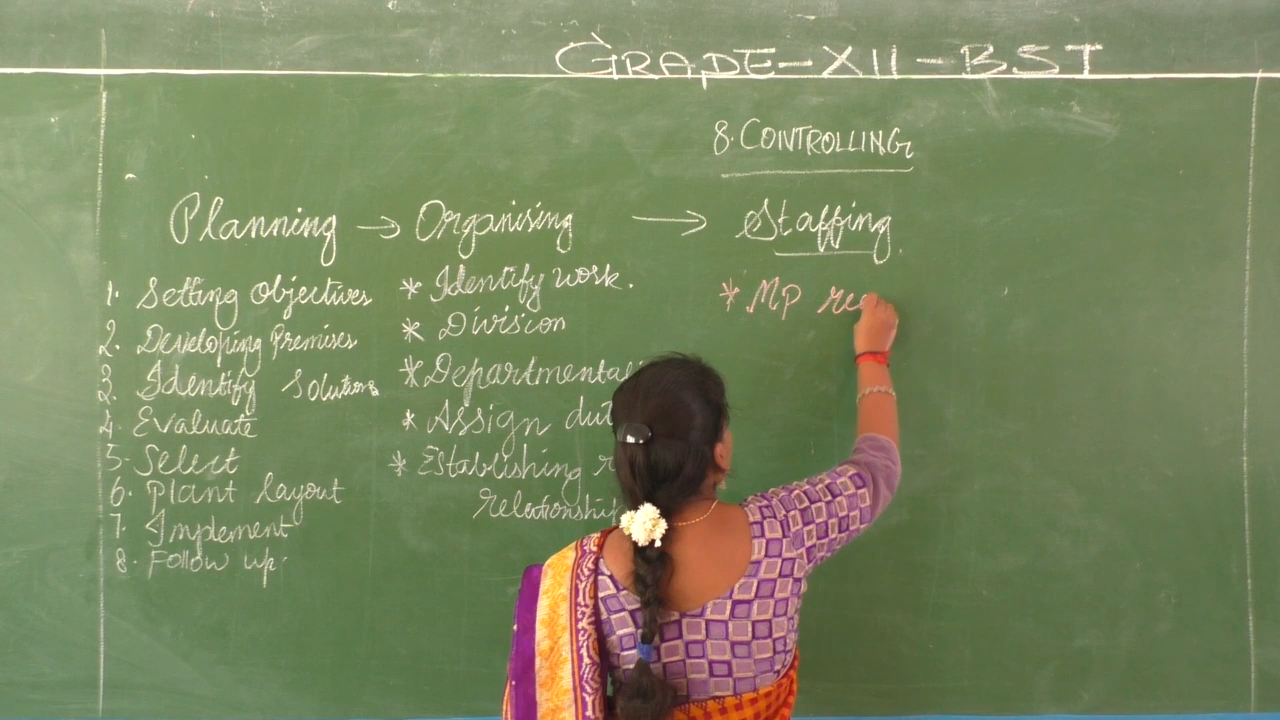 GRADE-XII-BST
8. CONTROLLING
Planning → Organising → Staffing
1. Setting Objectives
2. Developing Premises
3. Identify Solutions
4. Evaluate
5. Select
6. Plant layout
7. Implement
8. Follow up.
* Identify work.
* Division
* Departmentali
* Assign dut
* Establishing r
Relationship
* MP re